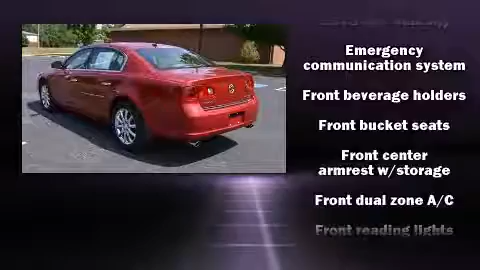 Emergency
communication system
Front beverage holders
Front bucket seats
Front center
armrest w/storage
Front dual zone A/C
Front reading lights